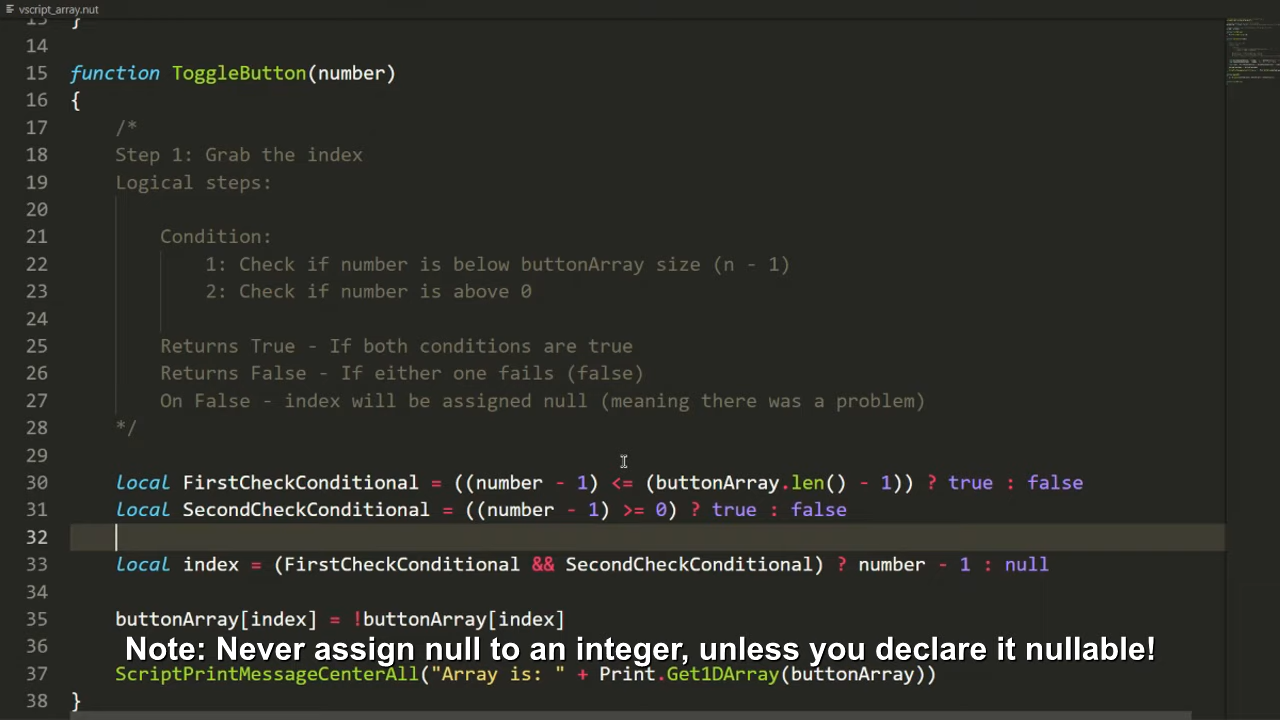 vscript_array.nut
13 }
14
15 function ToggleButton(number)
16 {
17 /*
18 Step 1: Grab the index
19 Logical steps:
20
21 Condition:
22 1: Check if number is below buttonArray size (n - 1)
23 2: Check if number is above 0
24
25 Returns True - If both conditions are true
26 Returns False - If either one fails (false)
27 On False - index will be assigned null (meaning there was a problem)
28 */
29
30 local FirstCheckConditional = ((number - 1) <= (buttonArray.len() - 1)) ? true : false
31 local SecondCheckConditional = ((number - 1) >= 0) ? true : false
32
33 local index = (FirstCheckConditional && SecondCheckConditional) ? number - 1 : null
34
35 buttonArray[index] = !buttonArray[index]
36
Note: Never assign null to an integer, unless you declare it nullable!
37 ScriptPrintMessageCenterAll("Array is: " + Print.Get1DArray(buttonArray))
38 }